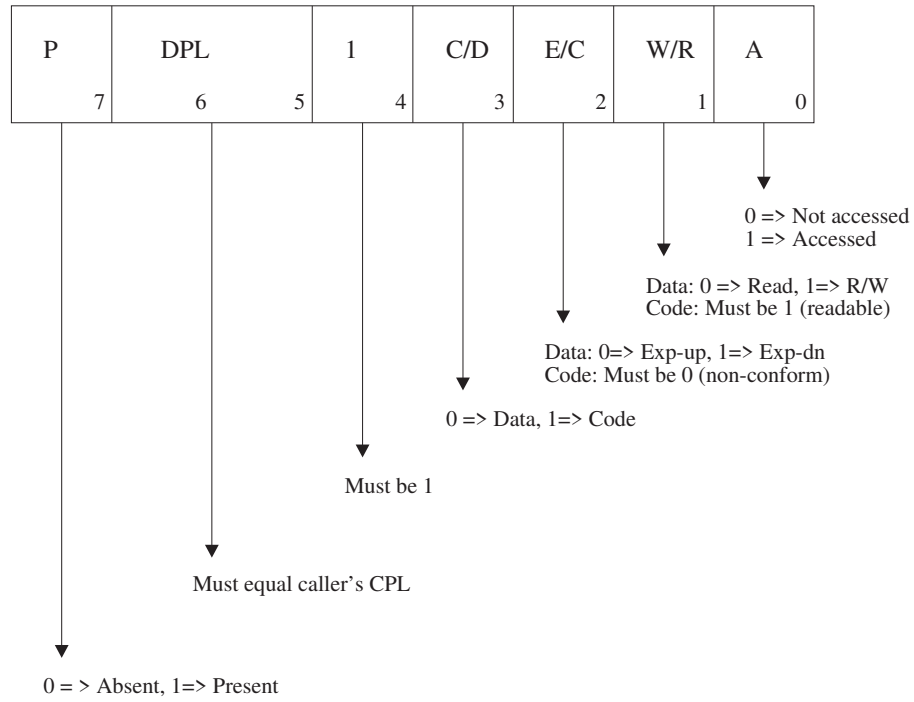 P DPL 1 C/D E/C W/R A
7 6 5 4 3 2 1 0
0 => Not accessed
1 => Accessed
Data: 0 => Read, 1=> R/W
Code: Must be 1 (readable)
Data: 0=> Exp-up, 1=> Exp-dn
Code: Must be 0 (non-conform)
0 => Data, 1=> Code
Must be 1
Must equal caller's CPL
0 = > Absent, 1=> Present